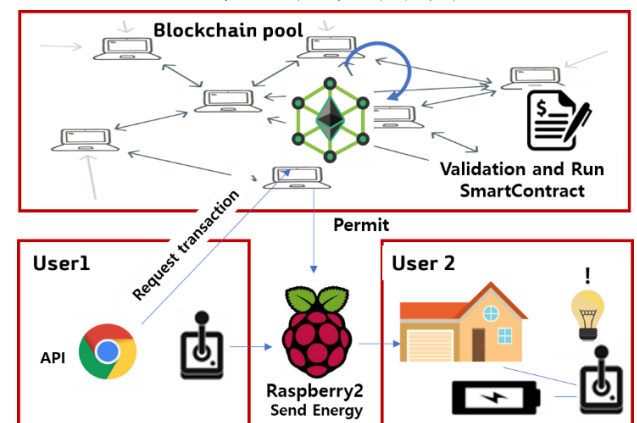 Blockchain pool
$
Validation and Run
SmartContract
Permit
Request transaction
User1
API
Raspberry2
Send Energy
User 2
!